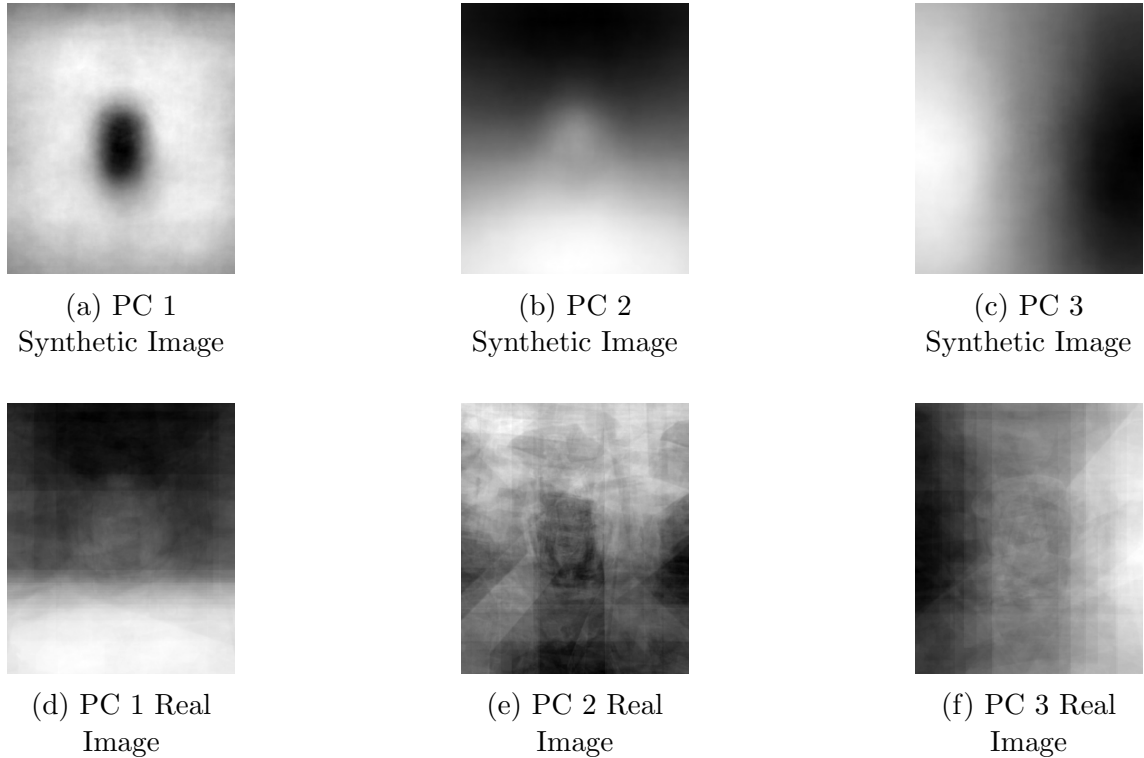 (a) PC 1
Synthetic Image
(b) PC 2
Synthetic Image
(c) PC 3
Synthetic Image
(d) PC 1 Real
Image
(e) PC 2 Real
Image
(f) PC 3 Real
Image